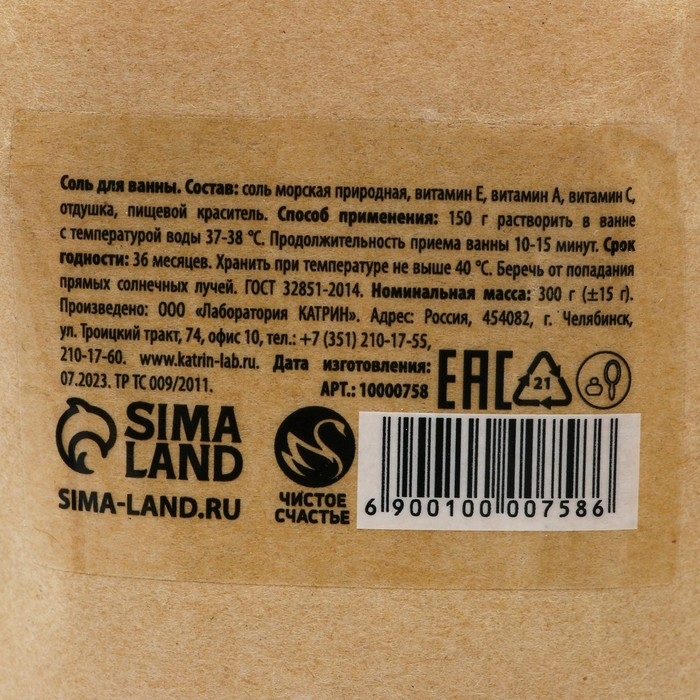 Соль для ванны. Состав: соль морская природная, витамин Е, витамин А, витамин С,
отдушка, пищевой краситель. Способ применения: 150 г растворить в ванне
с температурой воды 37-38 °С. Продолжительность приема ванны 10-15 минут. Срок
годности: 36 месяцев. Хранить при температуре не выше 40 °С. Беречь от попадания
прямых солнечных лучей. ГОСТ 32851-2014. Номинальная масса: 300 г (±15 г).
Произведено: ООО «Лаборатория КАТРИН». Адрес: Россия, 454082, г. Челябинск,
ул. Троицкий тракт, 74, офис 10, тел.: +7 (351) 210-17-55,
210-17-60. www.katrin-lab.ru. Дата изготовления:
07.2023. ТР ТС 009/2011. АРТ.: 10000758
EAC
21
SIMA
LAND
SIMA-LAND.RU
ЧИСТОЕ
СЧАСТЬЕ
6 900100 007586